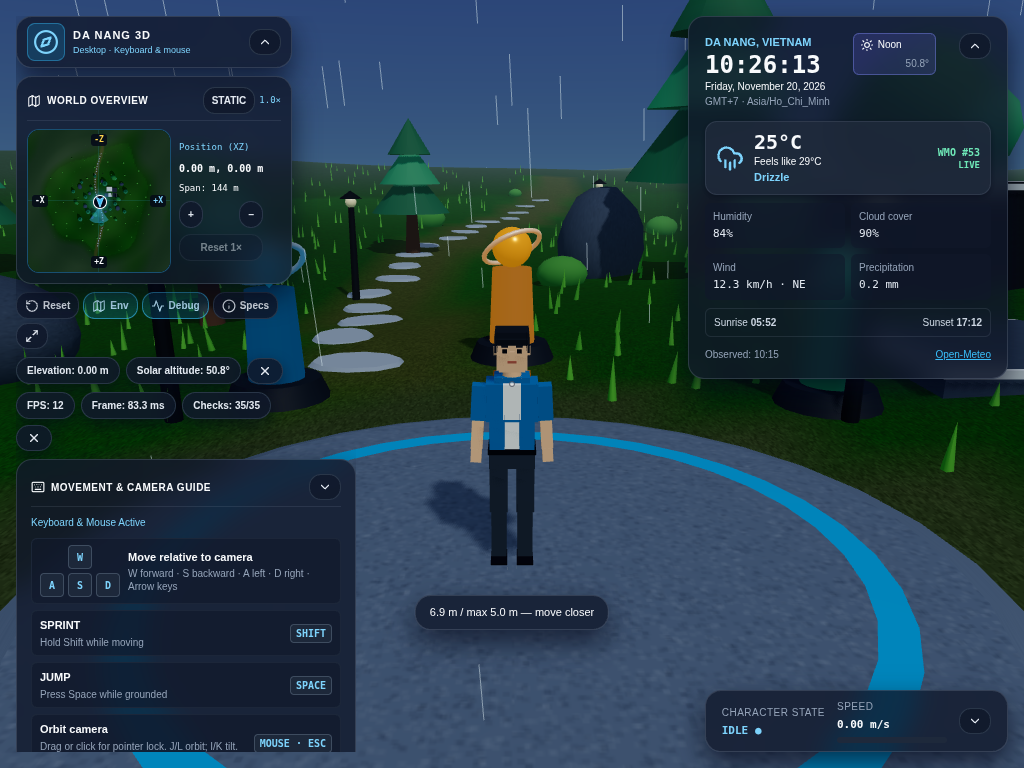 DA NANG 3D
Desktop · Keyboard & mouse
WORLD OVERVIEW
STATIC
1.0×
-Z
-X
+X
+Z
Position (XZ)
0.00 m, 0.00 m
Span: 144 m
+
−
Reset 1×
Reset
Env
Debug
Specs
Elevation: 0.00 m
Solar altitude: 50.8°
FPS: 12
Frame: 83.3 ms
Checks: 35/35
MOVEMENT & CAMERA GUIDE
Keyboard & Mouse Active
W
A
S
D
Move relative to camera
W forward · S backward · A left · D right ·
Arrow keys
SPRINT
Hold Shift while moving
SHIFT
JUMP
Press Space while grounded
SPACE
Orbit camera
Drag or click for pointer lock. J/L orbit; I/K tilt.
MOUSE · ESC
6.9 m / max 5.0 m — move closer
DA NANG, VIETNAM
10:26:13
Friday, November 20, 2026
GMT+7 · Asia/Ho_Chi_Minh
Noon
50.8°
25°C
Feels like 29°C
Drizzle
WMO #53
LIVE
Humidity
84%
Cloud cover
90%
Wind
12.3 km/h · NE
Precipitation
0.2 mm
Sunrise 05:52
Sunset 17:12
Observed: 10:15
Open-Meteo
CHARACTER STATE
IDLE
SPEED
0.00 m/s